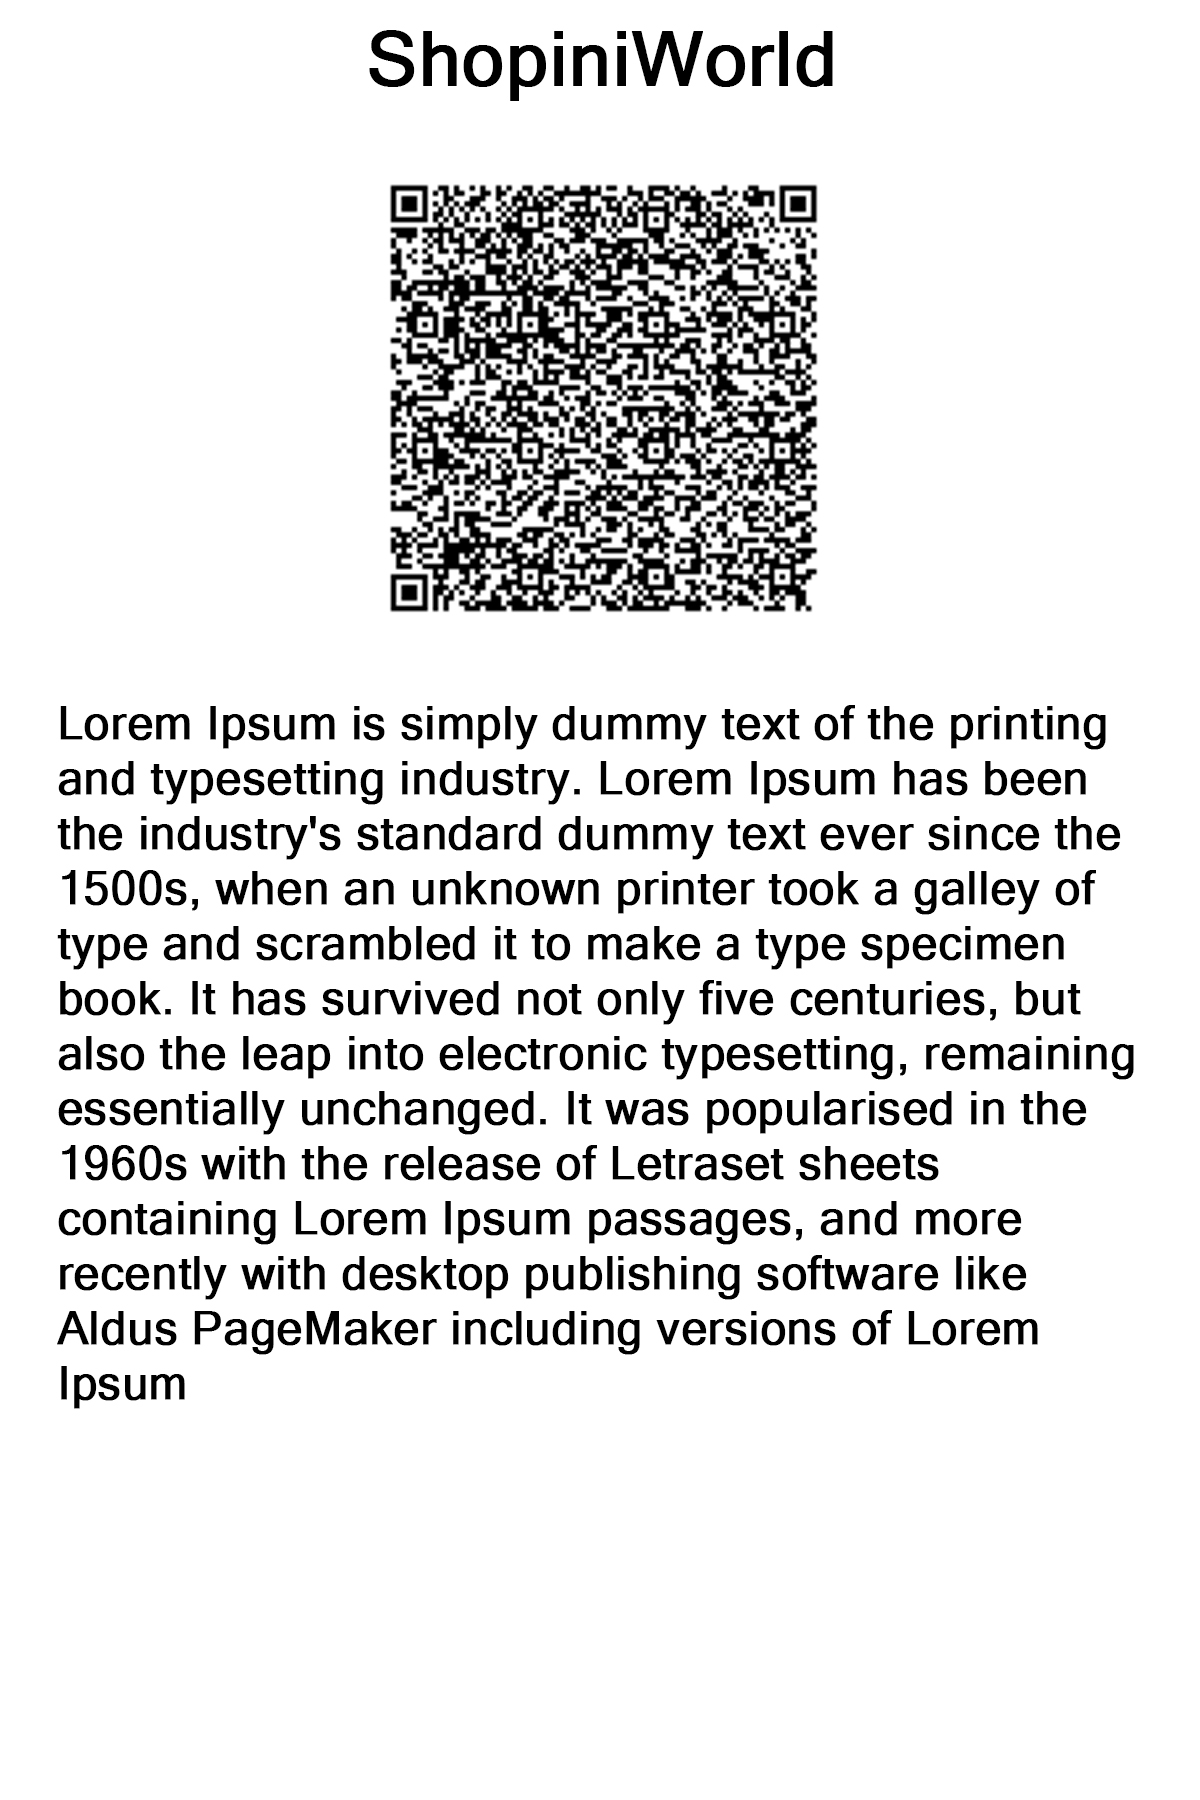 ShopiniWorld
Lorem Ipsum is simply dummy text of the printing
and typesetting industry. Lorem Ipsum has been
the industry's standard dummy text ever since the
1500s, when an unknown printer took a galley of
type and scrambled it to make a type specimen
book. It has survived not only five centuries, but
also the leap into electronic typesetting, remaining
essentially unchanged. It was popularised in the
1960s with the release of Letraset sheets
containing Lorem Ipsum passages, and more
recently with desktop publishing software like
Aldus PageMaker including versions of Lorem
Ipsum